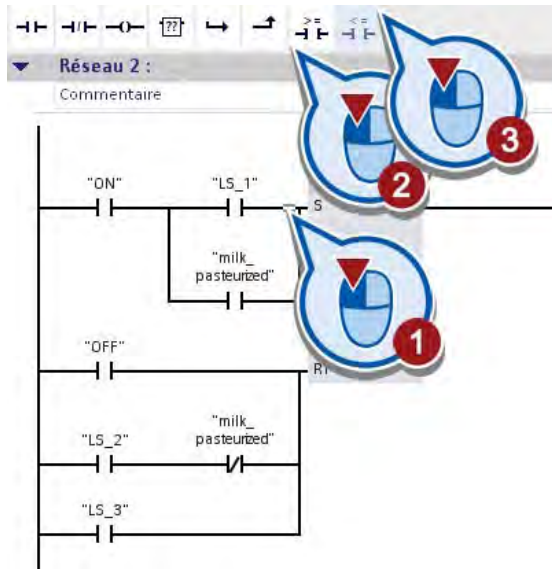 ??
>=
<=
Réseau 2 :
Commentaire
3
2
"ON"
"LS_1"
S
"milk_
pasteurized"
1
"OFF"
R1
"milk_
"LS_2"
pasteurized"
"LS_3"